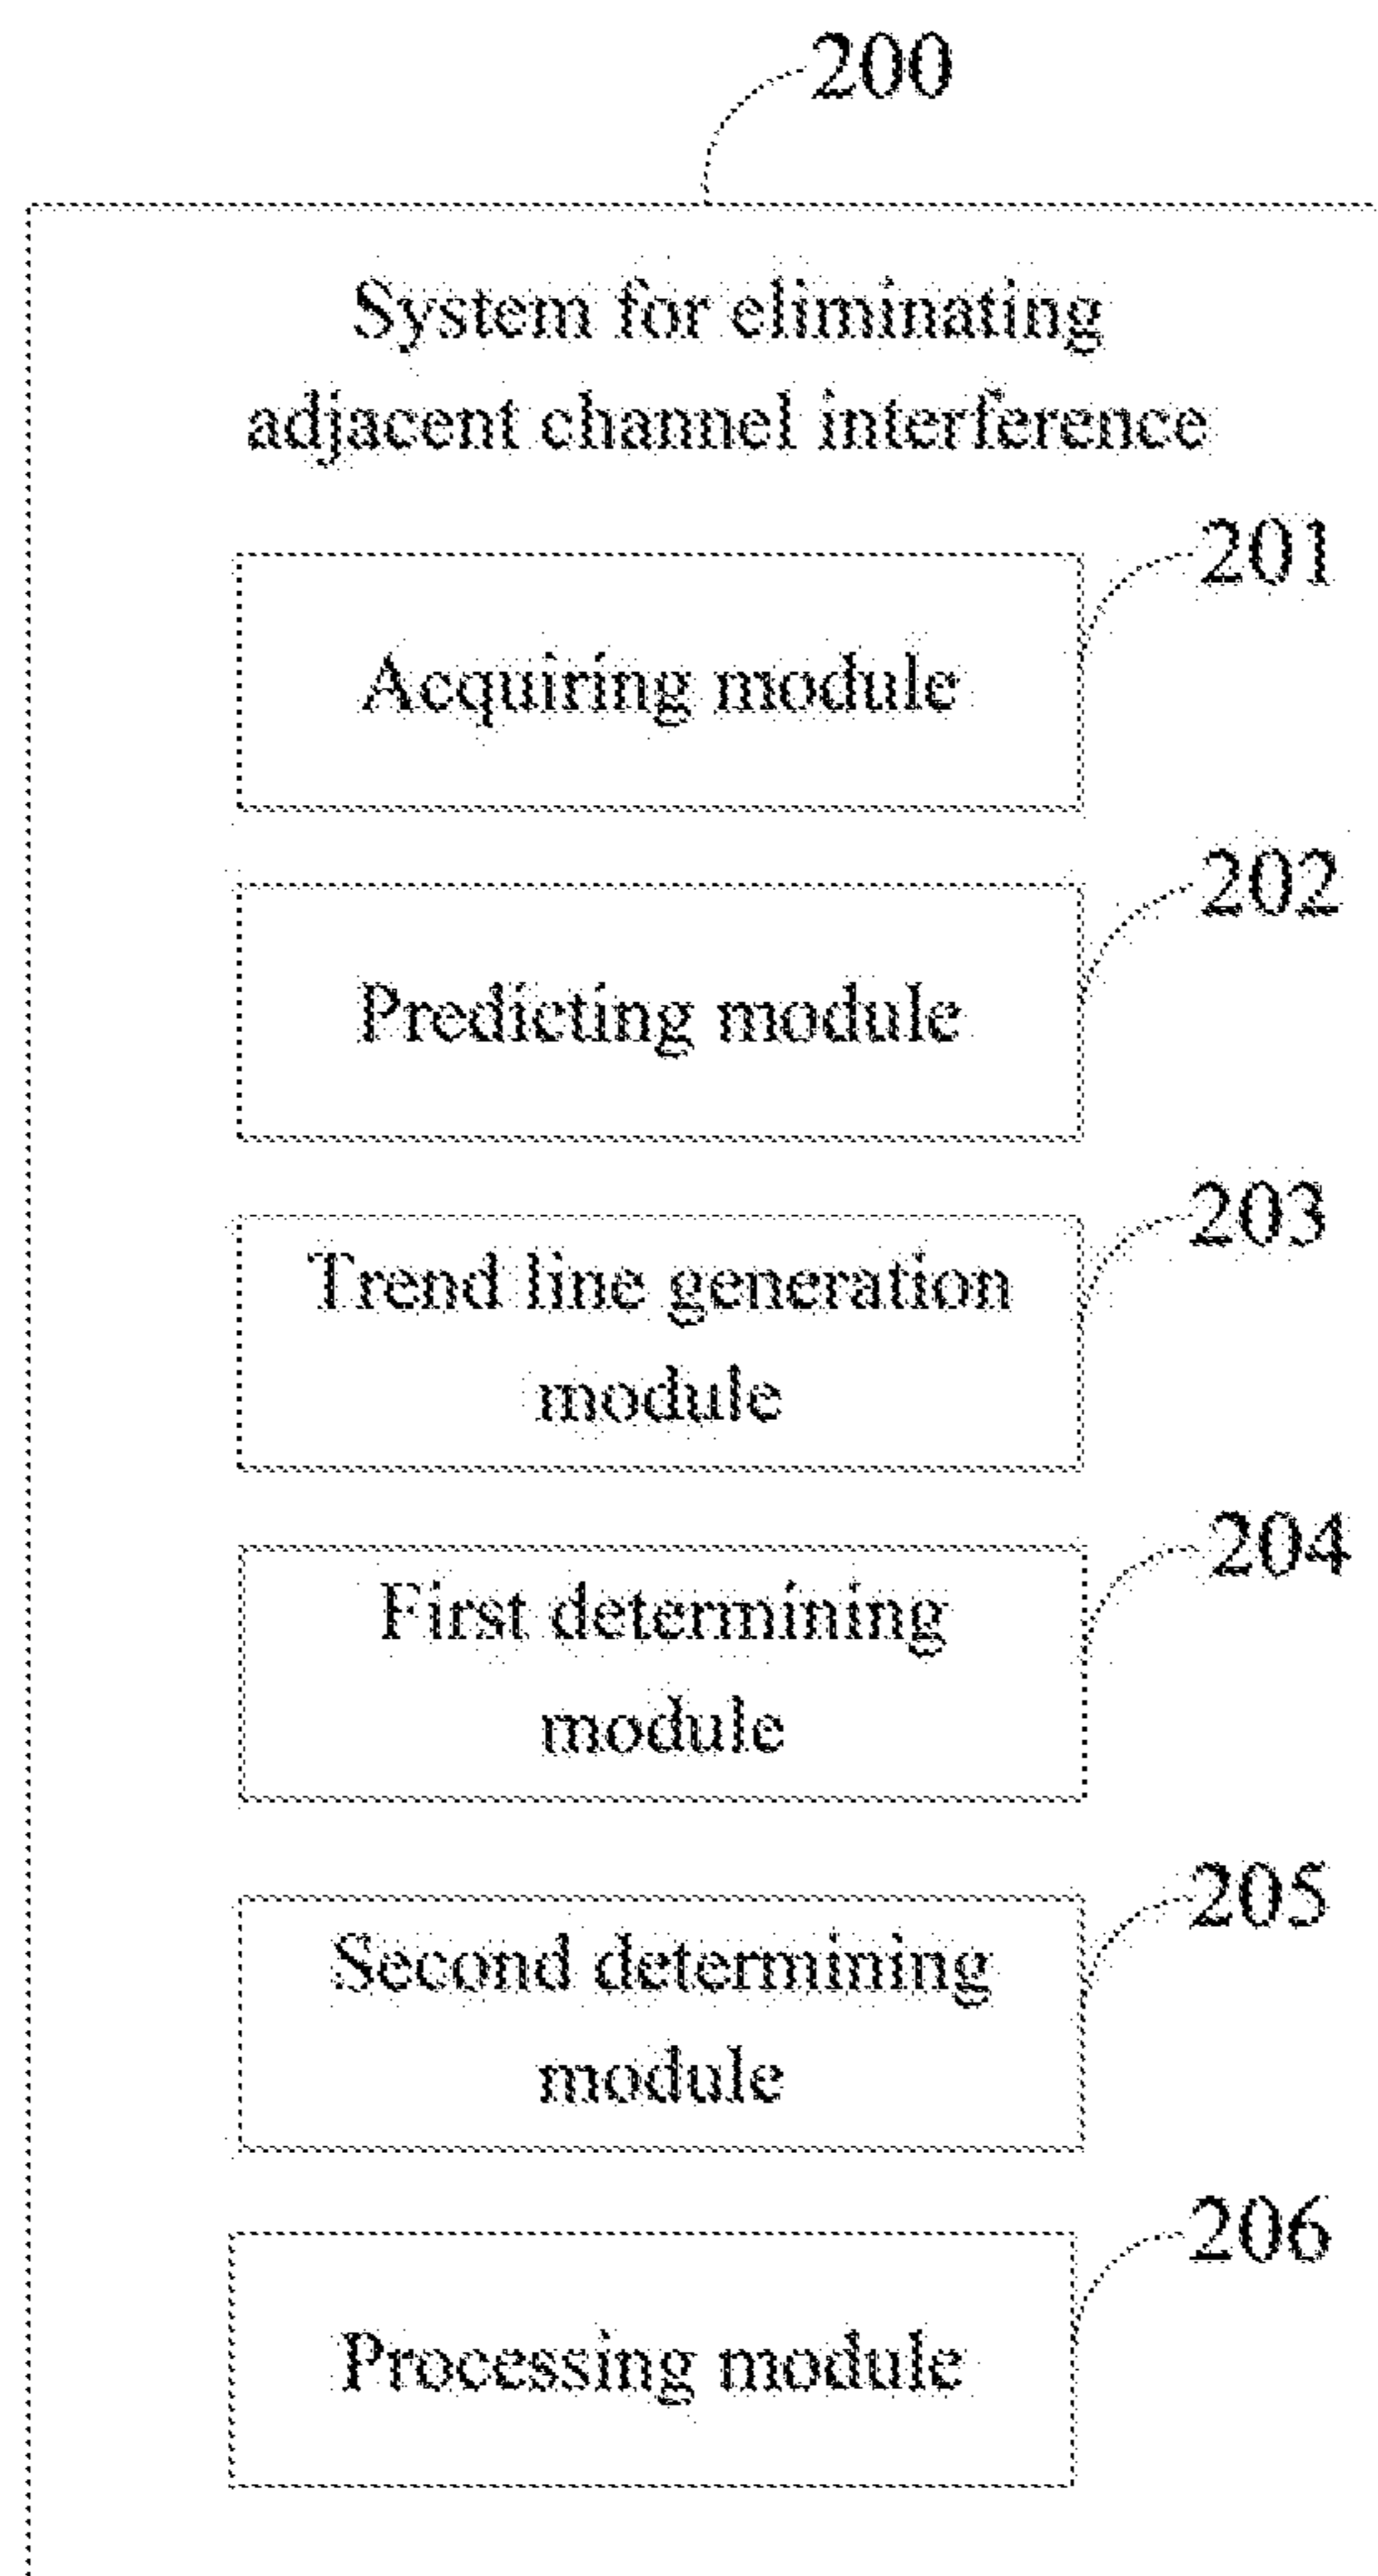 200
System for eliminating
adjacent channel interference
201
Acquiring module
202
Predicting module
203
Trend line generation
module
204
First determining
module
205
Second determining
module
206
Processing module